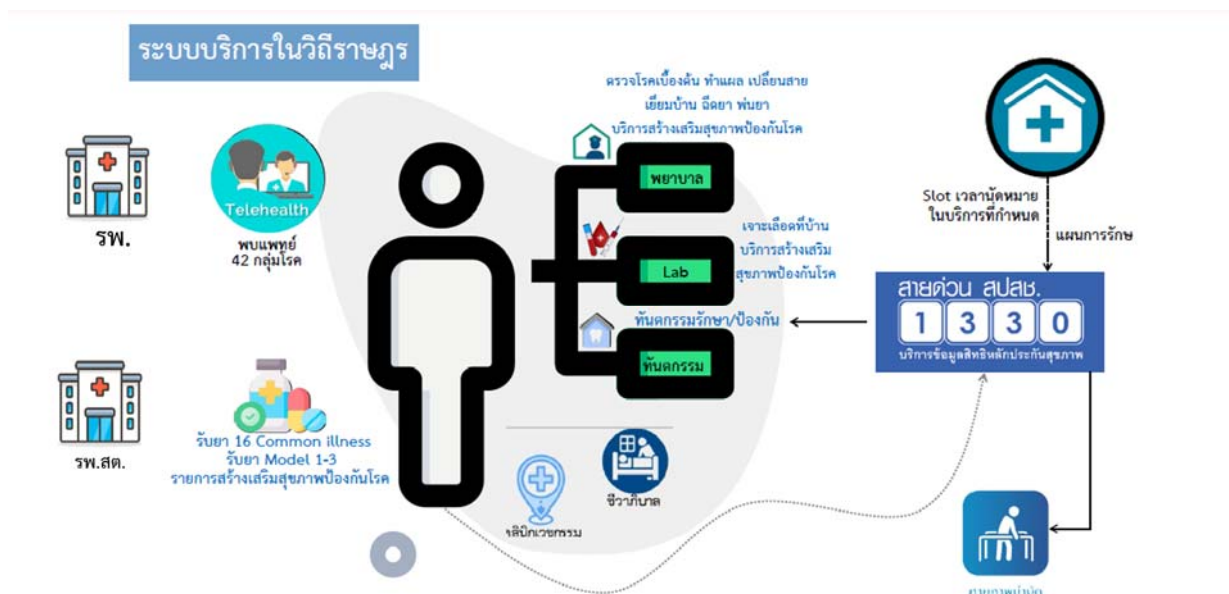 ระบบบริการในวิถีราษฎร
รพ.
Telehealth
พบแพทย์
42 กลุ่มโรค
รพ.สต.
รับยา 16 Common illness
รับยา Model 1-3
รายการสร้างเสริมสุขภาพป้องกันโรค
ตรวจโรคเบื้องต้น ทำแผล เปลี่ยนสาย
เยี่ยมบ้าน ฉีดยา พ่นยา
บริการสร้างเสริมสุขภาพป้องกันโรค
พยาบาล
เจาะเลือดที่บ้าน
บริการสร้างเสริม
สุขภาพป้องกันโรค
Lab
ทันตกรรมรักษา/ป้องกัน
ทันตกรรม
ชีวาภิบาล
ลินิกเวชกรรม
Slot เวลานัดหมาย
ในบริการที่กำหนด
แผนการรักษ
สายด่วน สปสช.
1 3 3 0
บริการข้อมูลสิทธิหลักประกันสุขภาพ